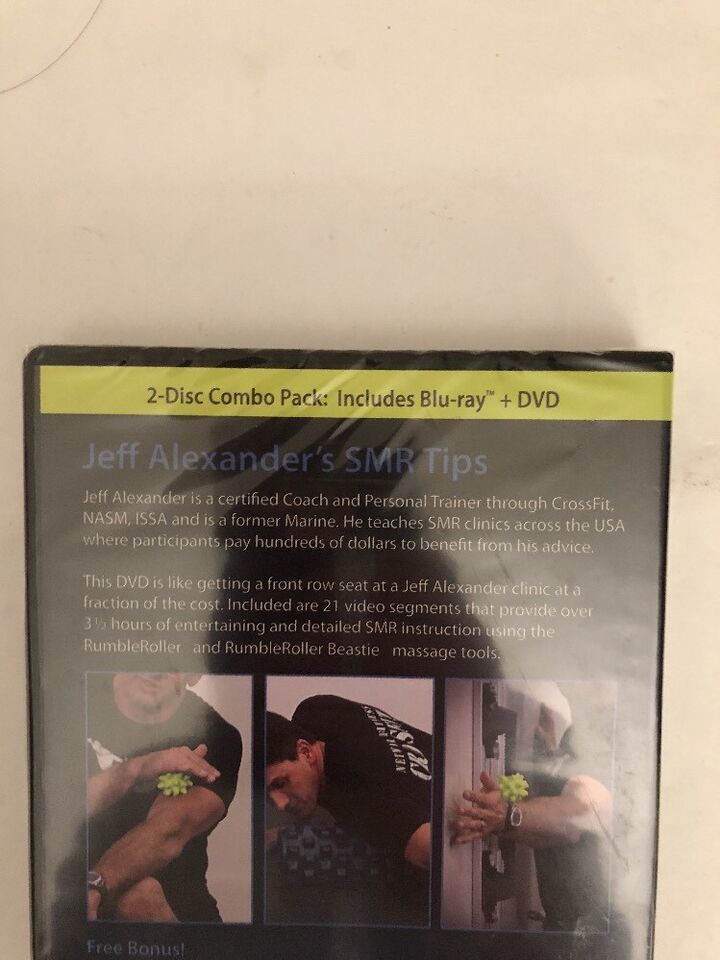 2-Disc Combo Pack: Includes Blu-ray™ + DVD
Jeff Alexander's SMR Tips
Jeff Alexander is a certified Coach and Personal Trainer through CrossFit,
NASM, ISSA and is a former Marine. He teaches SMR clinics across the USA
where participants pay hundreds of dollars to benefit from his advice.
This DVD is like getting a front row seat at a Jeff Alexander clinic at a
fraction of the cost. Included are 21 video segments that provide over
3 ½ hours of entertaining and detailed SMR instruction using the
RumbleRoller and RumbleRoller Beastie massage tools.
Free Bonus!